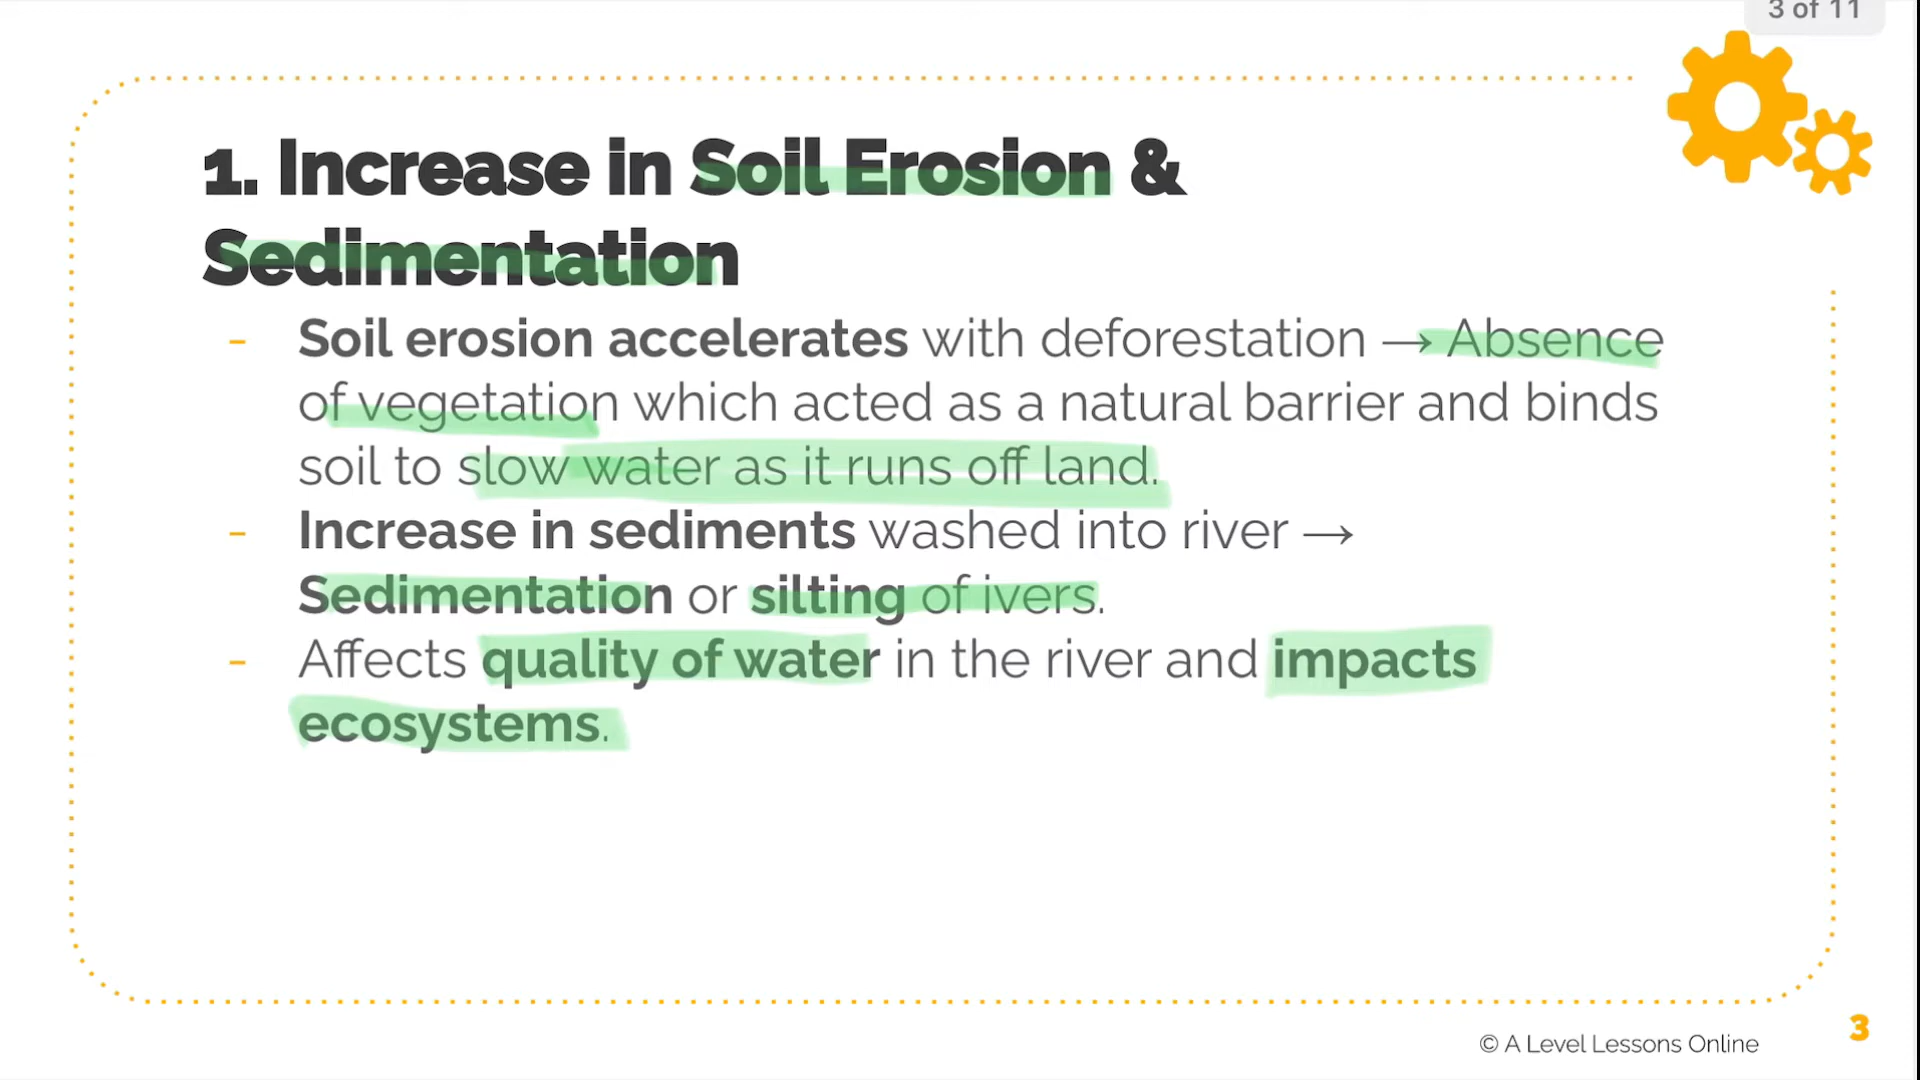 3 of 11
1. Increase in Soil Erosion &
Sedimentation
- Soil erosion accelerates with deforestation → Absence
of vegetation which acted as a natural barrier and binds
soil to slow water as it runs off land.
- Increase in sediments washed into river →
Sedimentation or silting of ivers.
- Affects quality of water in the river and impacts
ecosystems.
© A Level Lessons Online
3